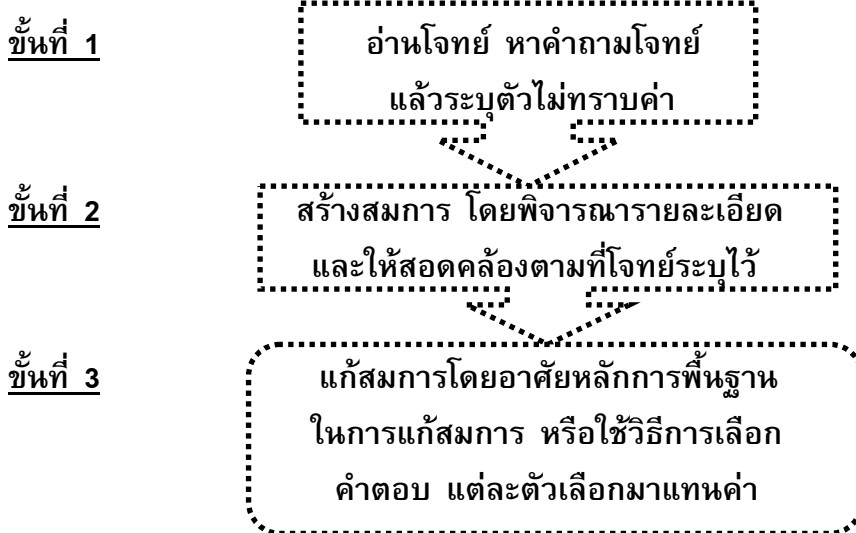 ขั้นที่ 1
อ่านโจทย์ หาคำถามโจทย์
แล้วระบุตัวไม่ทราบค่า
ขั้นที่ 2
สร้างสมการ โดยพิจารณารายละเอียด
และให้สอดคล้องตามที่โจทย์ระบุไว้
ขั้นที่ 3
แก้สมการโดยอาศัยหลักการพื้นฐาน
ในการแก้สมการ หรือใช้วิธีการเลือก
คำตอบ แต่ละตัวเลือกมาแทนค่า